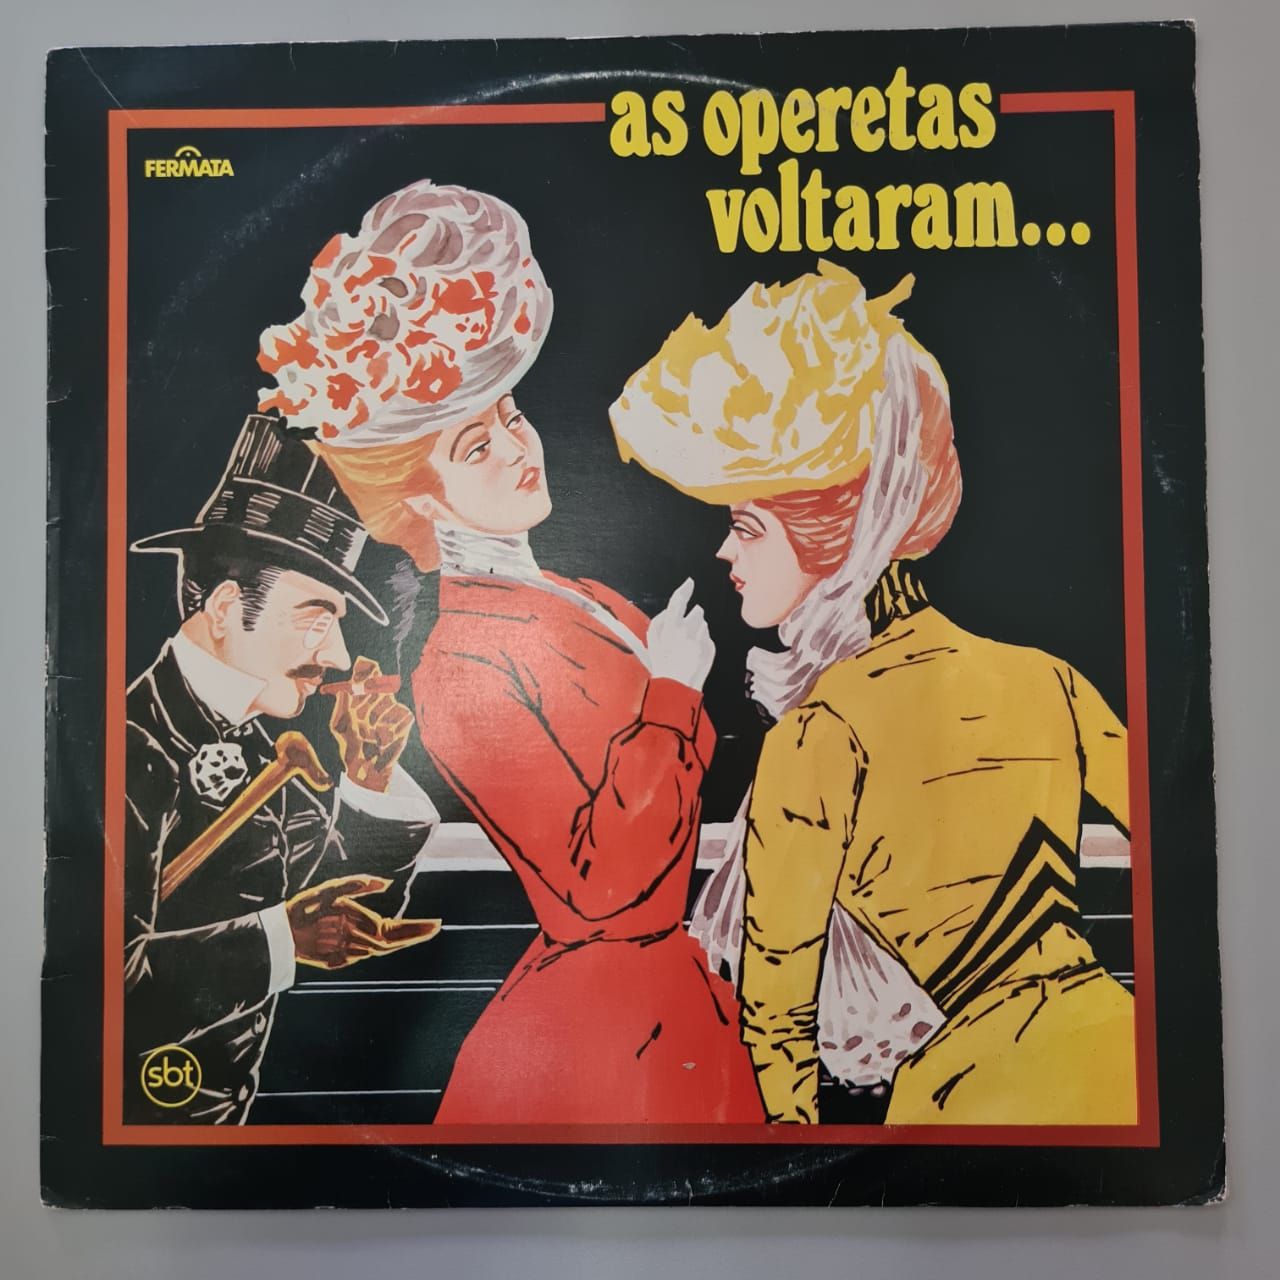 as operetas
voltaram...
FERMATA
sbt